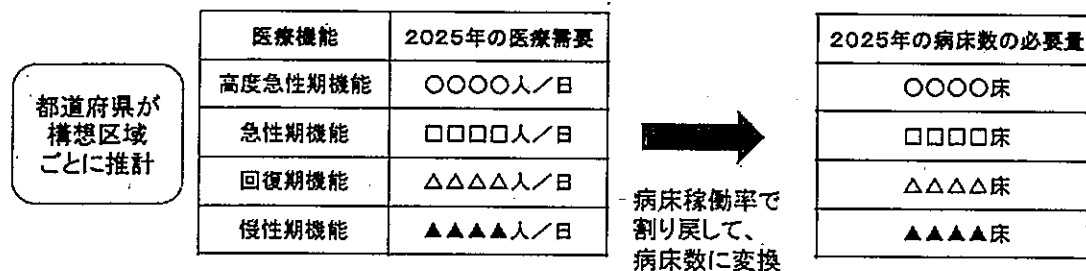 都道府県が
構想区域
ごとに推計
医療機能 2025年の医療需要
高度急性期機能 ○○○○人／日
急性期機能 □□□□人／日
回復期機能 △△△△人／日
慢性期機能 ▲▲▲▲人／日
病床稼働率で
割り戻して、
病床数に変換
2025年の病床数の必要量
○○○○床
□□□□床
△△△△床
▲▲▲▲床